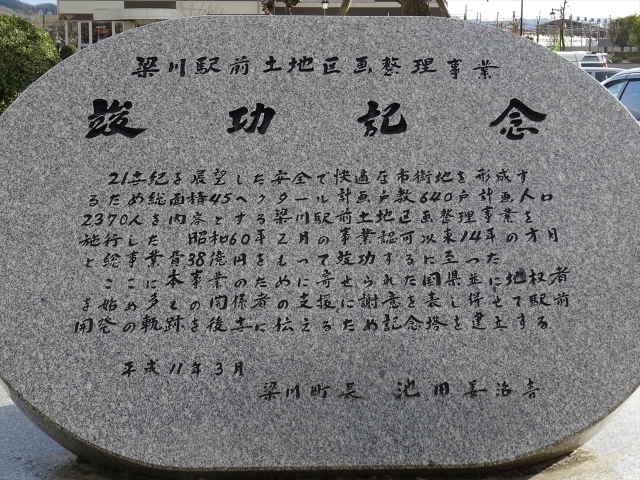 梁川駅前土地区画整理事業
竣功記念
21世紀を展望した安全で快適な市街地を形成す
るため総面積45ヘクタール計画戸数640戸計画人口
2370人を内容とする梁川駅前土地区画整理事業を
施行した 昭和60年2月の事業認可以来14年の才月
と総事業費38億円をもって竣功するに至った
ここに本事業のために寄せられた国県並に地权者
を始め多くの関係者の支援に謝意を表し併せて駅前
開発の軌跡を後世に伝えるため記念塔を建立する
平成11年3月
梁川町長 池田善治